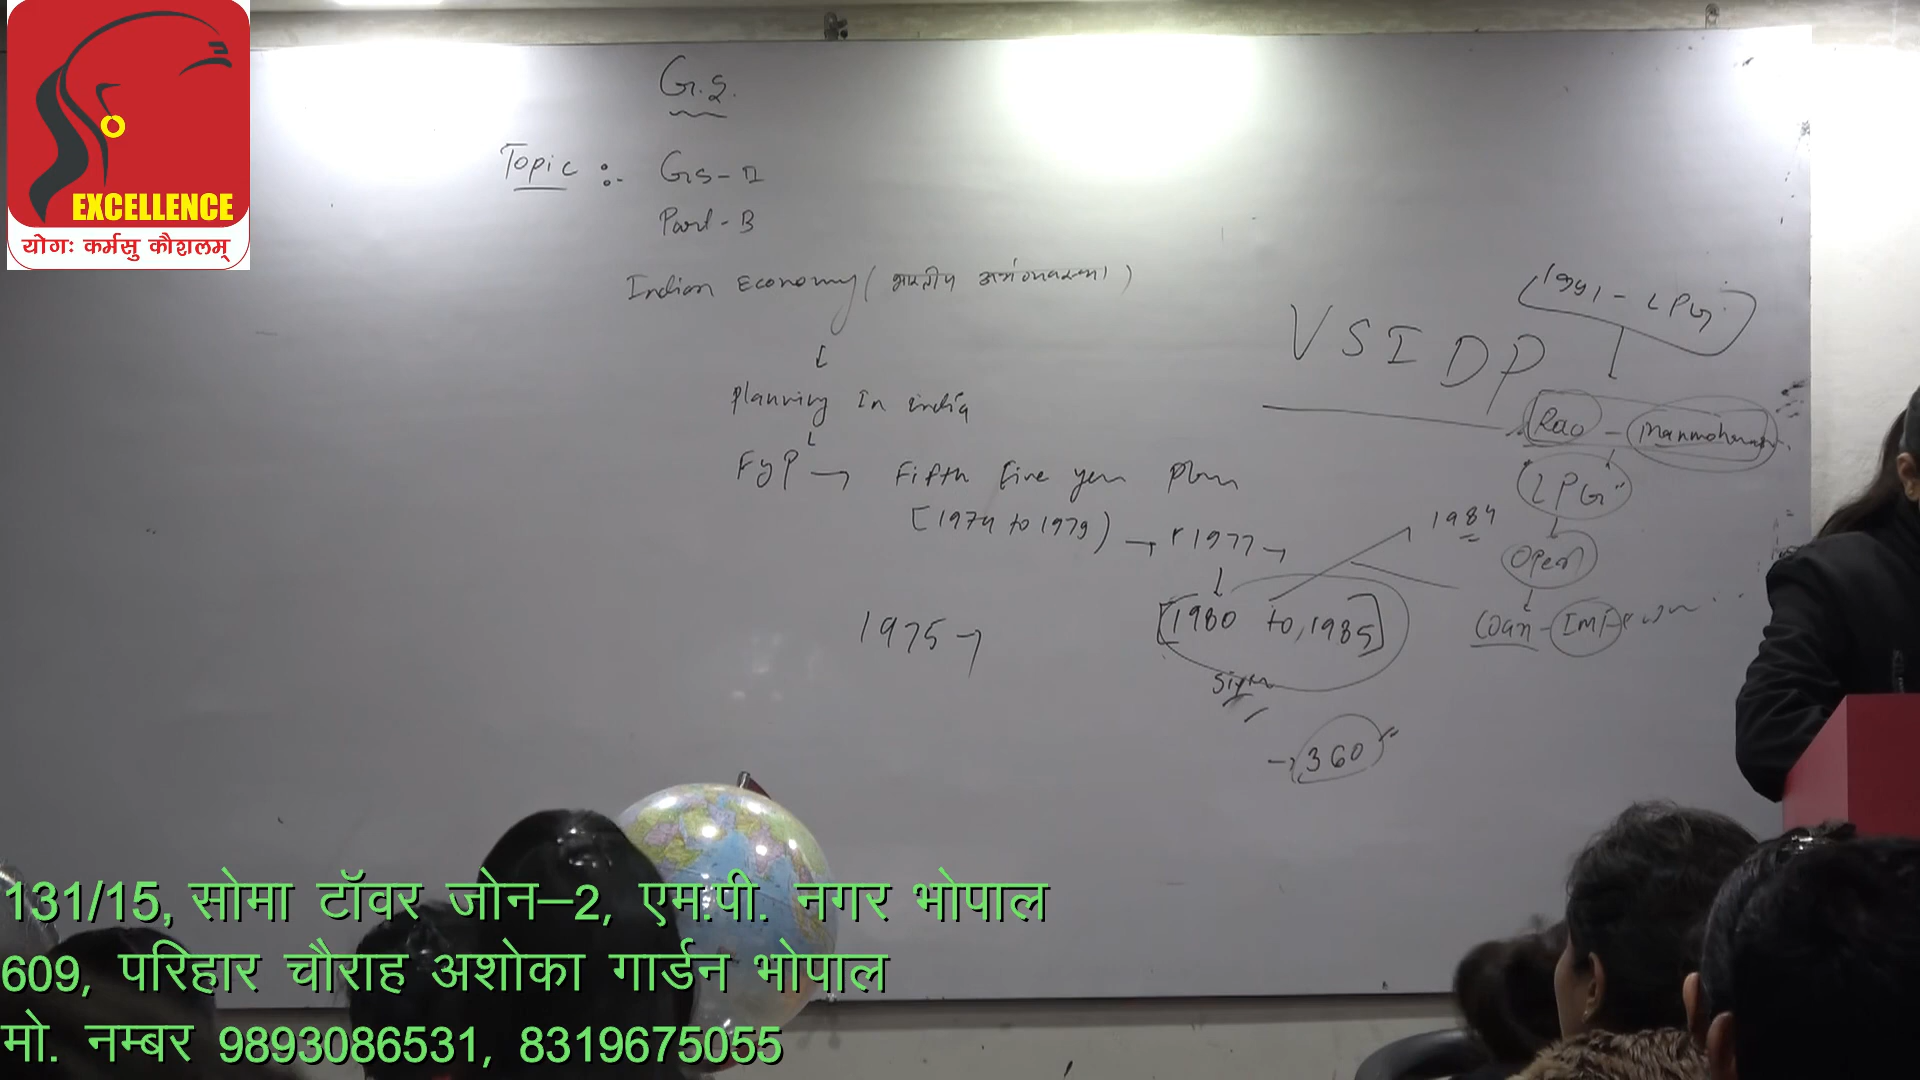 EXCELLENCE
योगः कर्मसु कौशलम्
G.S.
Topic :- GS-II
Part-B
Indian Economy (भारतीय अर्थव्यवस्था)
Planning In india
FYP → Fifth five year plan
[1974 to 1979) → 1977 →
[1980 to, 1985]
1984
1975 →
→ 360
VSIDP
1991 - LPG
Rao - Manmohan
"LPG"
open
Loan - IMF
131/15, सोमा टॉवर जोन–2, एम.पी. नगर भोपाल
609, परिहार चौराह अशोका गार्डन भोपाल
मो. नम्बर 9893086531, 8319675055